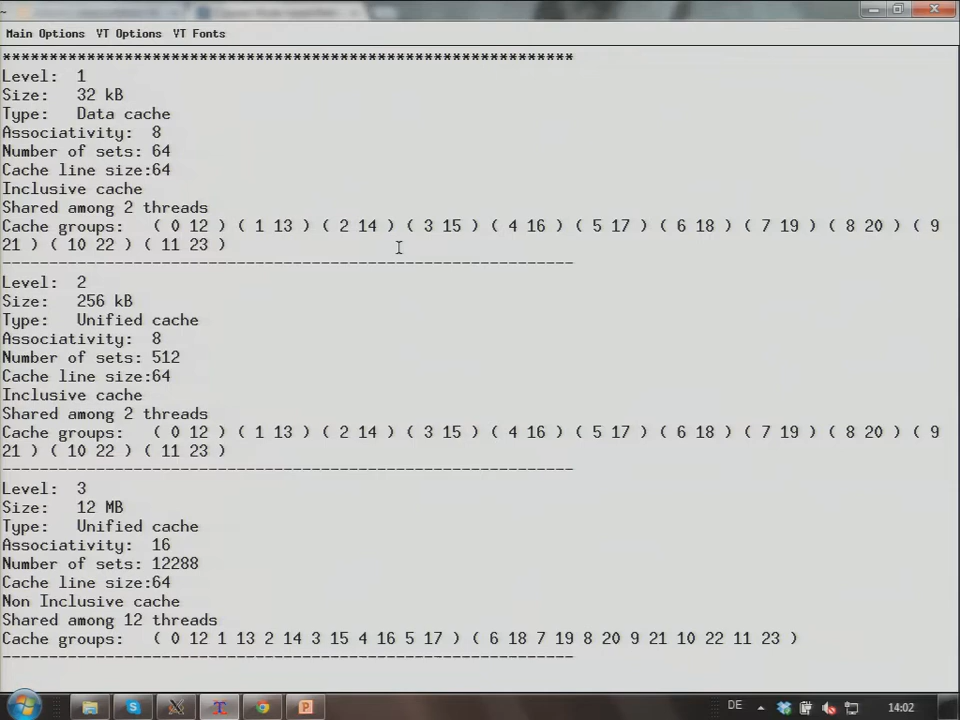 ~
Main Options VT Options VT Fonts
*************************************************************
Level: 1
Size: 32 kB
Type: Data cache
Associativity: 8
Number of sets: 64
Cache line size:64
Inclusive cache
Shared among 2 threads
Cache groups: ( 0 12 ) ( 1 13 ) ( 2 14 ) ( 3 15 ) ( 4 16 ) ( 5 17 ) ( 6 18 ) ( 7 19 ) ( 8 20 ) ( 9
21 ) ( 10 22 ) ( 11 23 )
-------------------------------------------------------------
Level: 2
Size: 256 kB
Type: Unified cache
Associativity: 8
Number of sets: 512
Cache line size:64
Inclusive cache
Shared among 2 threads
Cache groups: ( 0 12 ) ( 1 13 ) ( 2 14 ) ( 3 15 ) ( 4 16 ) ( 5 17 ) ( 6 18 ) ( 7 19 ) ( 8 20 ) ( 9
21 ) ( 10 22 ) ( 11 23 )
-------------------------------------------------------------
Level: 3
Size: 12 MB
Type: Unified cache
Associativity: 16
Number of sets: 12288
Cache line size:64
Non Inclusive cache
Shared among 12 threads
Cache groups: ( 0 12 1 13 2 14 3 15 4 16 5 17 ) ( 6 18 7 19 8 20 9 21 10 22 11 23 )
-------------------------------------------------------------
DE 14:02